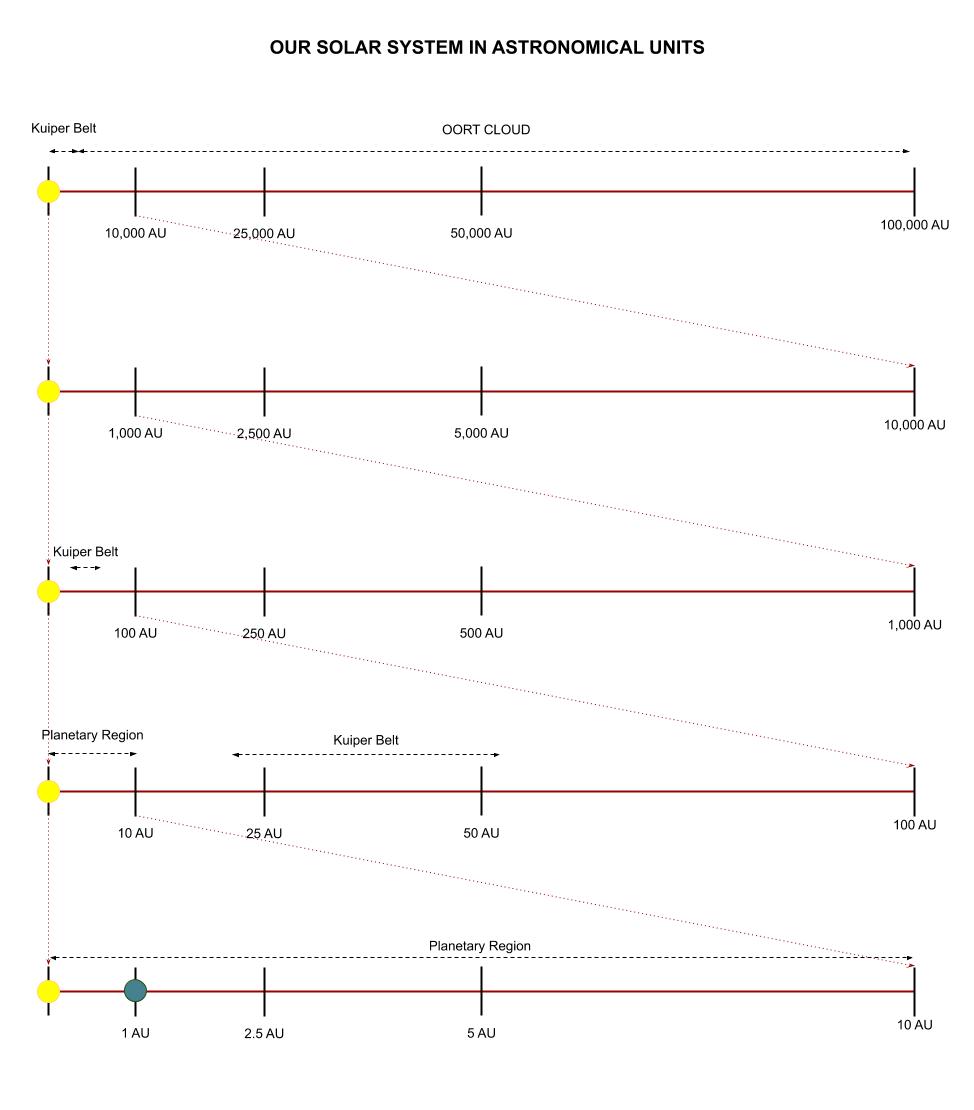 OUR SOLAR SYSTEM IN ASTRONOMICAL UNITS
Kuiper Belt
OORT CLOUD
10,000 AU
25,000 AU
50,000 AU
100,000 AU
1,000 AU
2,500 AU
5,000 AU
10,000 AU
Kuiper Belt
100 AU
250 AU
500 AU
1,000 AU
Planetary Region
Kuiper Belt
10 AU
25 AU
50 AU
100 AU
Planetary Region
1 AU
2.5 AU
5 AU
10 AU